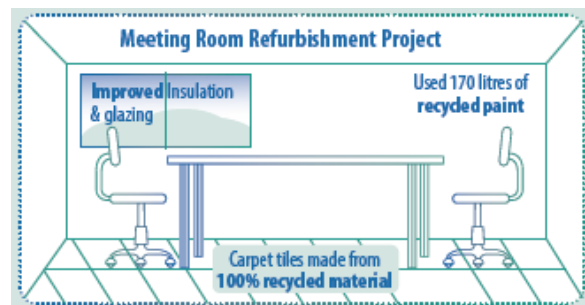 Meeting Room Refurbishment Project
Improved Insulation
& glazing
Used 170 litres of
recycled paint
Carpet tiles made from
100% recycled material